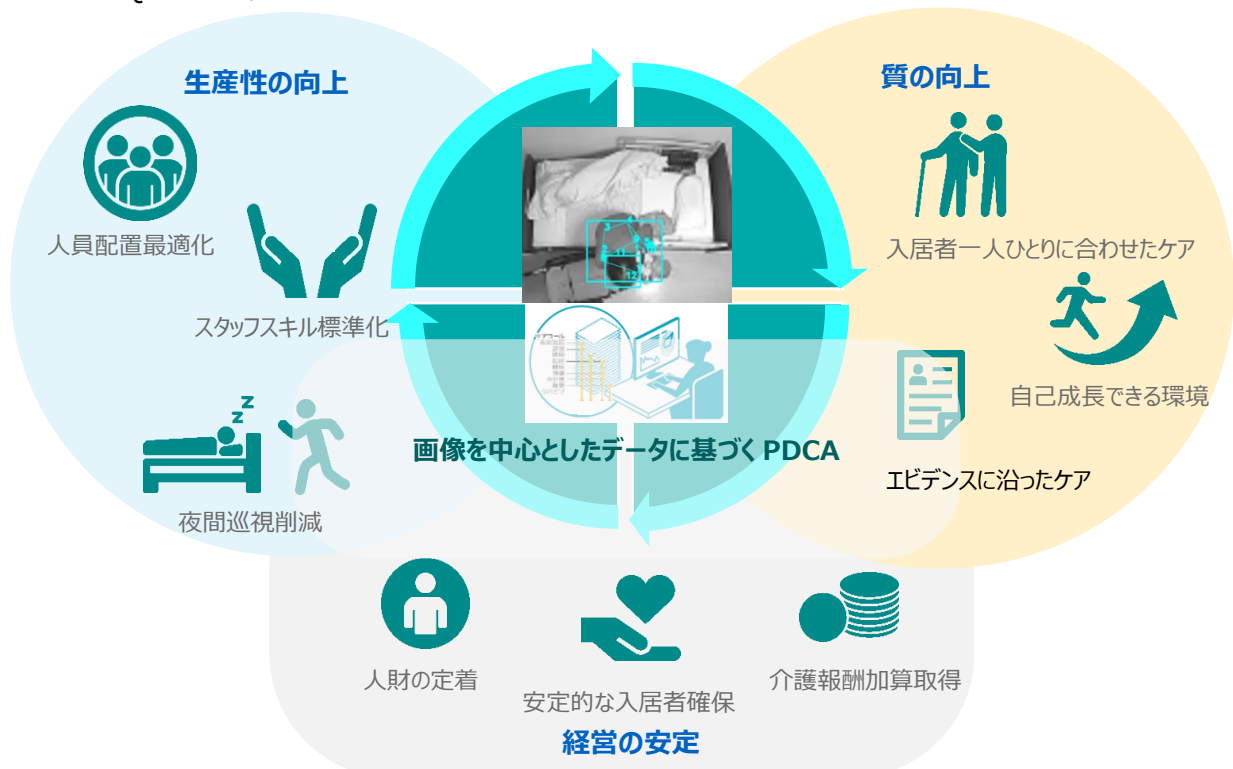 生産性の向上
質の向上
人員配置最適化
スタッフスキル標準化
夜間巡視削減
z
z
入居者一人ひとりに合わせたケア
自己成長できる環境
エビデンスに沿ったケア
画像を中心としたデータに基づく PDCA
人財の定着
安定的な入居者確保
介護報酬加算取得
経営の安定
3
2
12